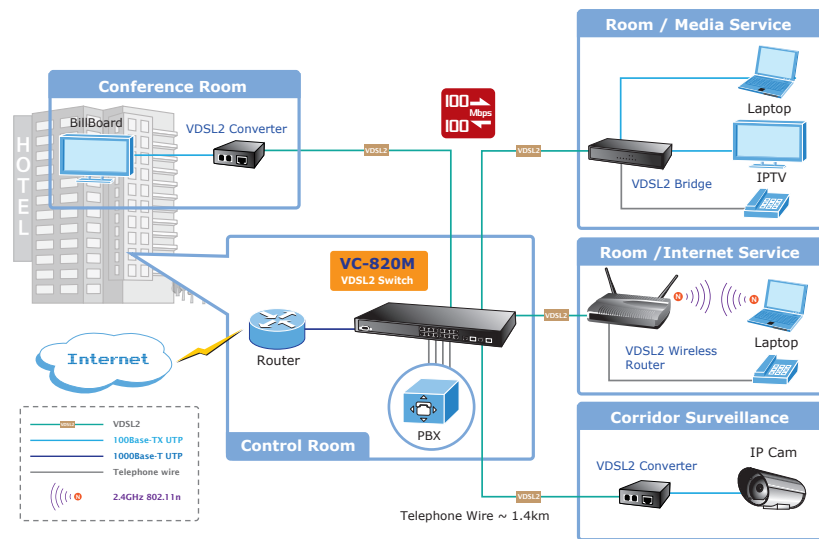 Room / Media Service
Conference Room
BillBoard
VDSL2 Converter
HOTEL
VDSL2
100
Mbps
100
VDSL2
Laptop
IPTV
VDSL2 Bridge
VC-820M
VDSL2 Switch
Room /Internet Service
VDSL2
N
N
Laptop
VDSL2 Wireless
Router
Internet
Router
PBX
Control Room
VDSL2
VDSL2
100Base-TX UTP
1000Base-T UTP
Telephone wire
N
2.4GHz 802.11n
Corridor Surveillance
VDSL2 Converter
IP Cam
VDSL2
Telephone Wire ~ 1.4km